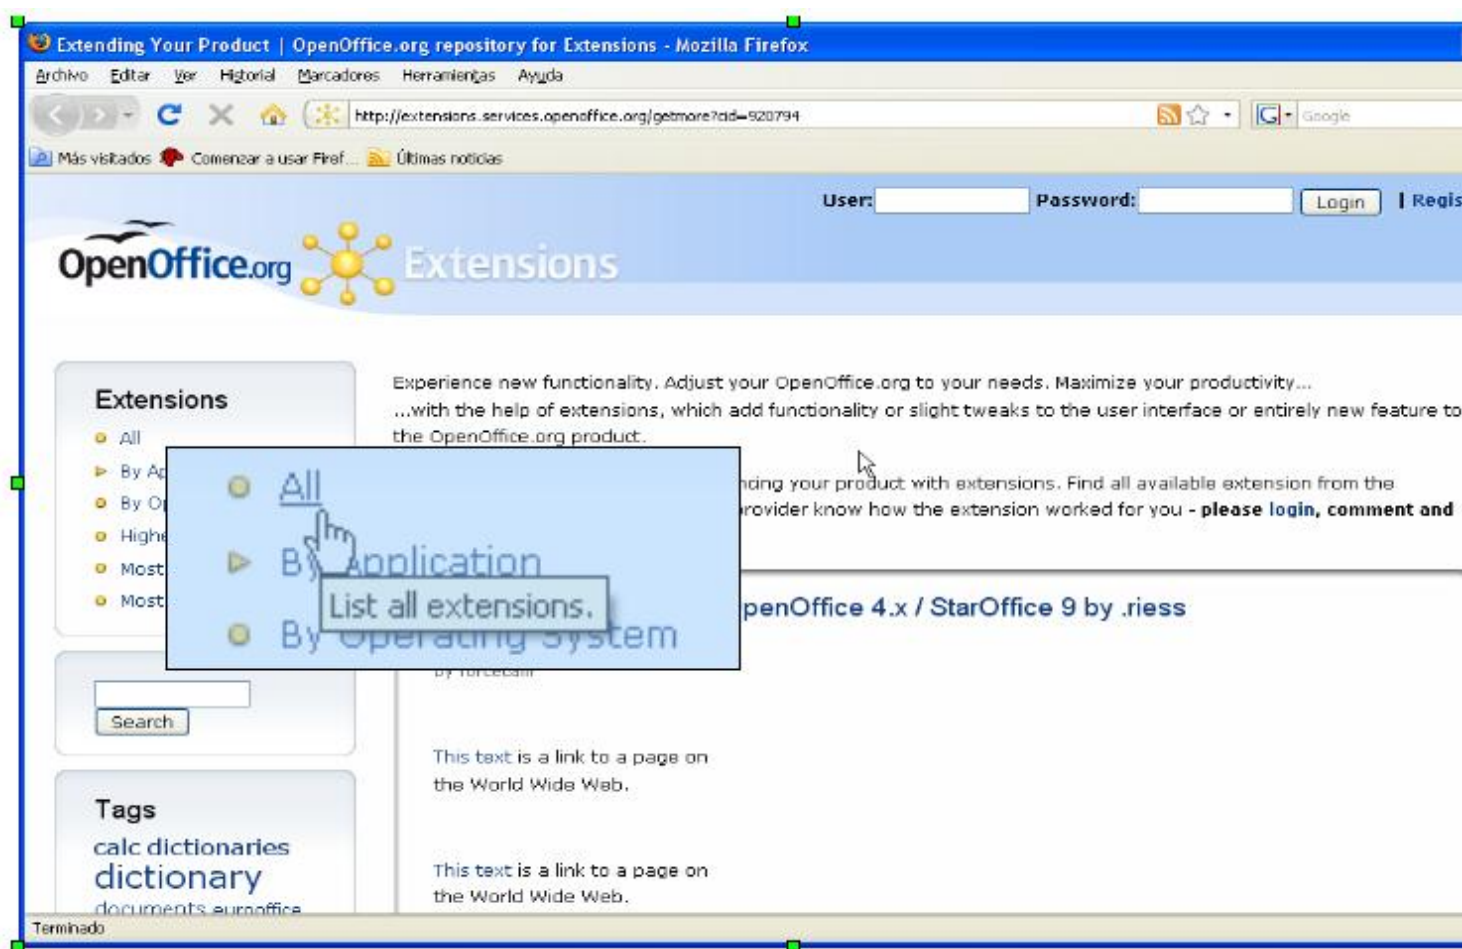 Extending Your Product | OpenOffice.org repository for Extensions - Mozilla Firefox
Archivo Editar Ver Historial Marcadores Herramientas Ayuda
http://extensions.services.openoffice.org/getmore?cid=920794
Google
Más visitados Comenzar a usar Firef... Últimas noticias
User: Password: Login | Regis
OpenOffice.org Extensions
Extensions
All
By Ap
By Op
Highe
Most
Most
Experience new functionality. Adjust your OpenOffice.org to your needs. Maximize your productivity...
...with the help of extensions, which add functionality or slight tweaks to the user interface or entirely new feature to
the OpenOffice.org product.
ncing your product with extensions. Find all available extension from the
rovider know how the extension worked for you - please login, comment and
All
By Application
List all extensions.
By Operating System
penOffice 4.x / StarOffice 9 by .riess
Search
This text is a link to a page on
the World Wide Web.
This text is a link to a page on
the World Wide Web.
Tags
calc dictionaries
dictionary
documents eurooffice
Terminado